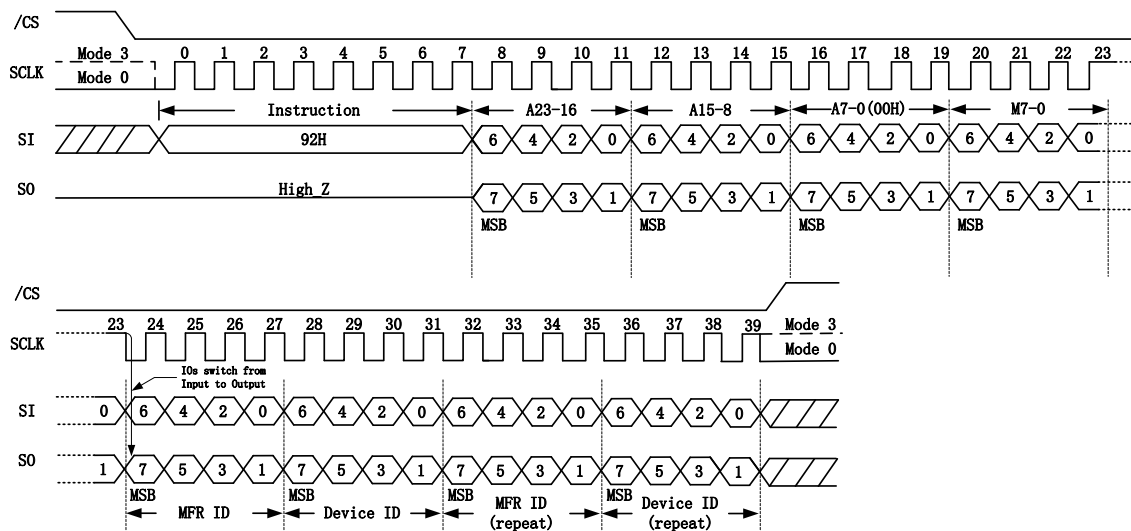 /CS
Mode 3 0 1 2 3 4 5 6 7 8 9 10 11 12 13 14 15 16 17 18 19 20 21 22 23
SCLK
Mode 0
Instruction A23-16 A15-8 A7-0(00H) M7-0
SI 92H 6 4 2 0 6 4 2 0 6 4 2 0 6 4 2 0
SO High_Z 7 5 3 1 7 5 3 1 7 5 3 1 7 5 3 1
MSB MSB MSB MSB
/CS
23 24 25 26 27 28 29 30 31 32 33 34 35 36 37 38 39 Mode 3
SCLK Mode 0
IOs switch from
Input to Output
SI 0 6 4 2 0 6 4 2 0 6 4 2 0 6 4 2 0
SO 1 7 5 3 1 7 5 3 1 7 5 3 1 7 5 3 1
MSB MSB MSB MSB
MFR ID Device ID MFR ID Device ID
(repeat) (repeat)